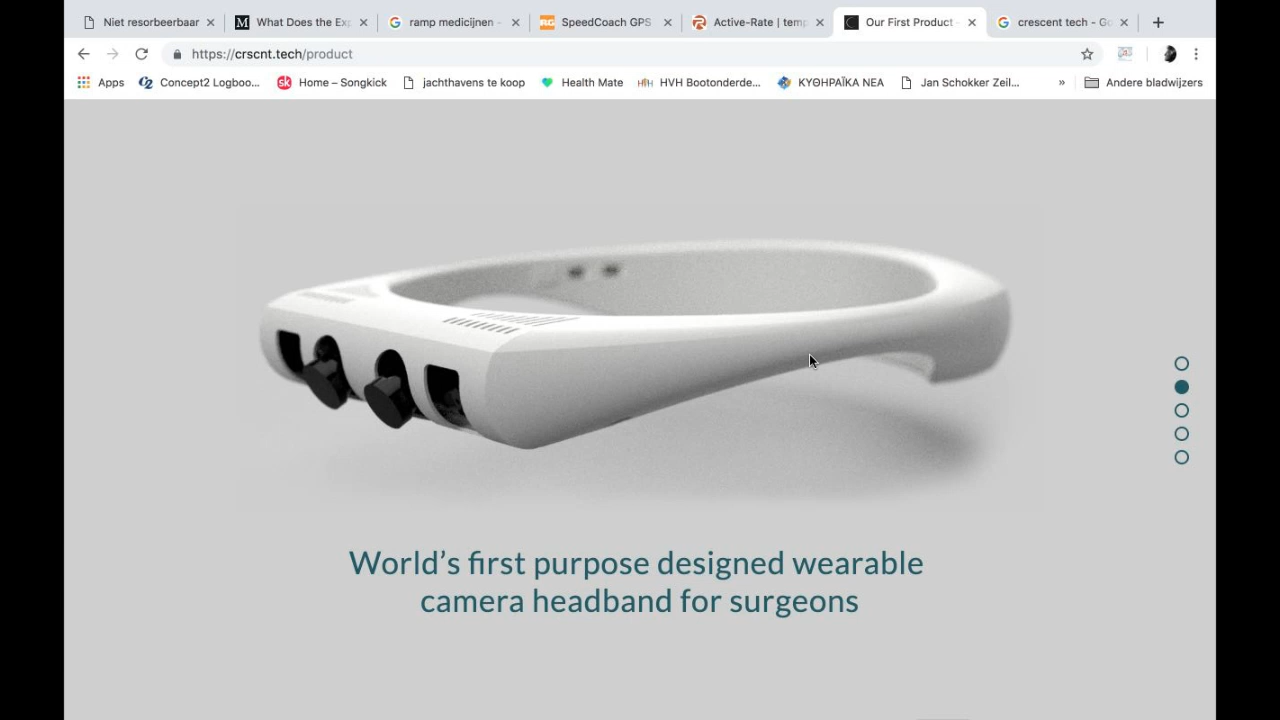 Niet resorbeerbaar
What Does the Ex
ramp medicijnen -
SpeedCoach GPS
Active-Rate | temp
Our First Product -
crescent tech - Go
https://crscnt.tech/product
Apps
Concept2 Logboo...
Home – Songkick
jachthavens te koop
Health Mate
HVH Bootonderde...
ΚΥΘΗΡΑΪΚΑ ΝΕΑ
Jan Schokker Zeil...
»
Andere bladwijzers
World’s first purpose designed wearable
camera headband for surgeons